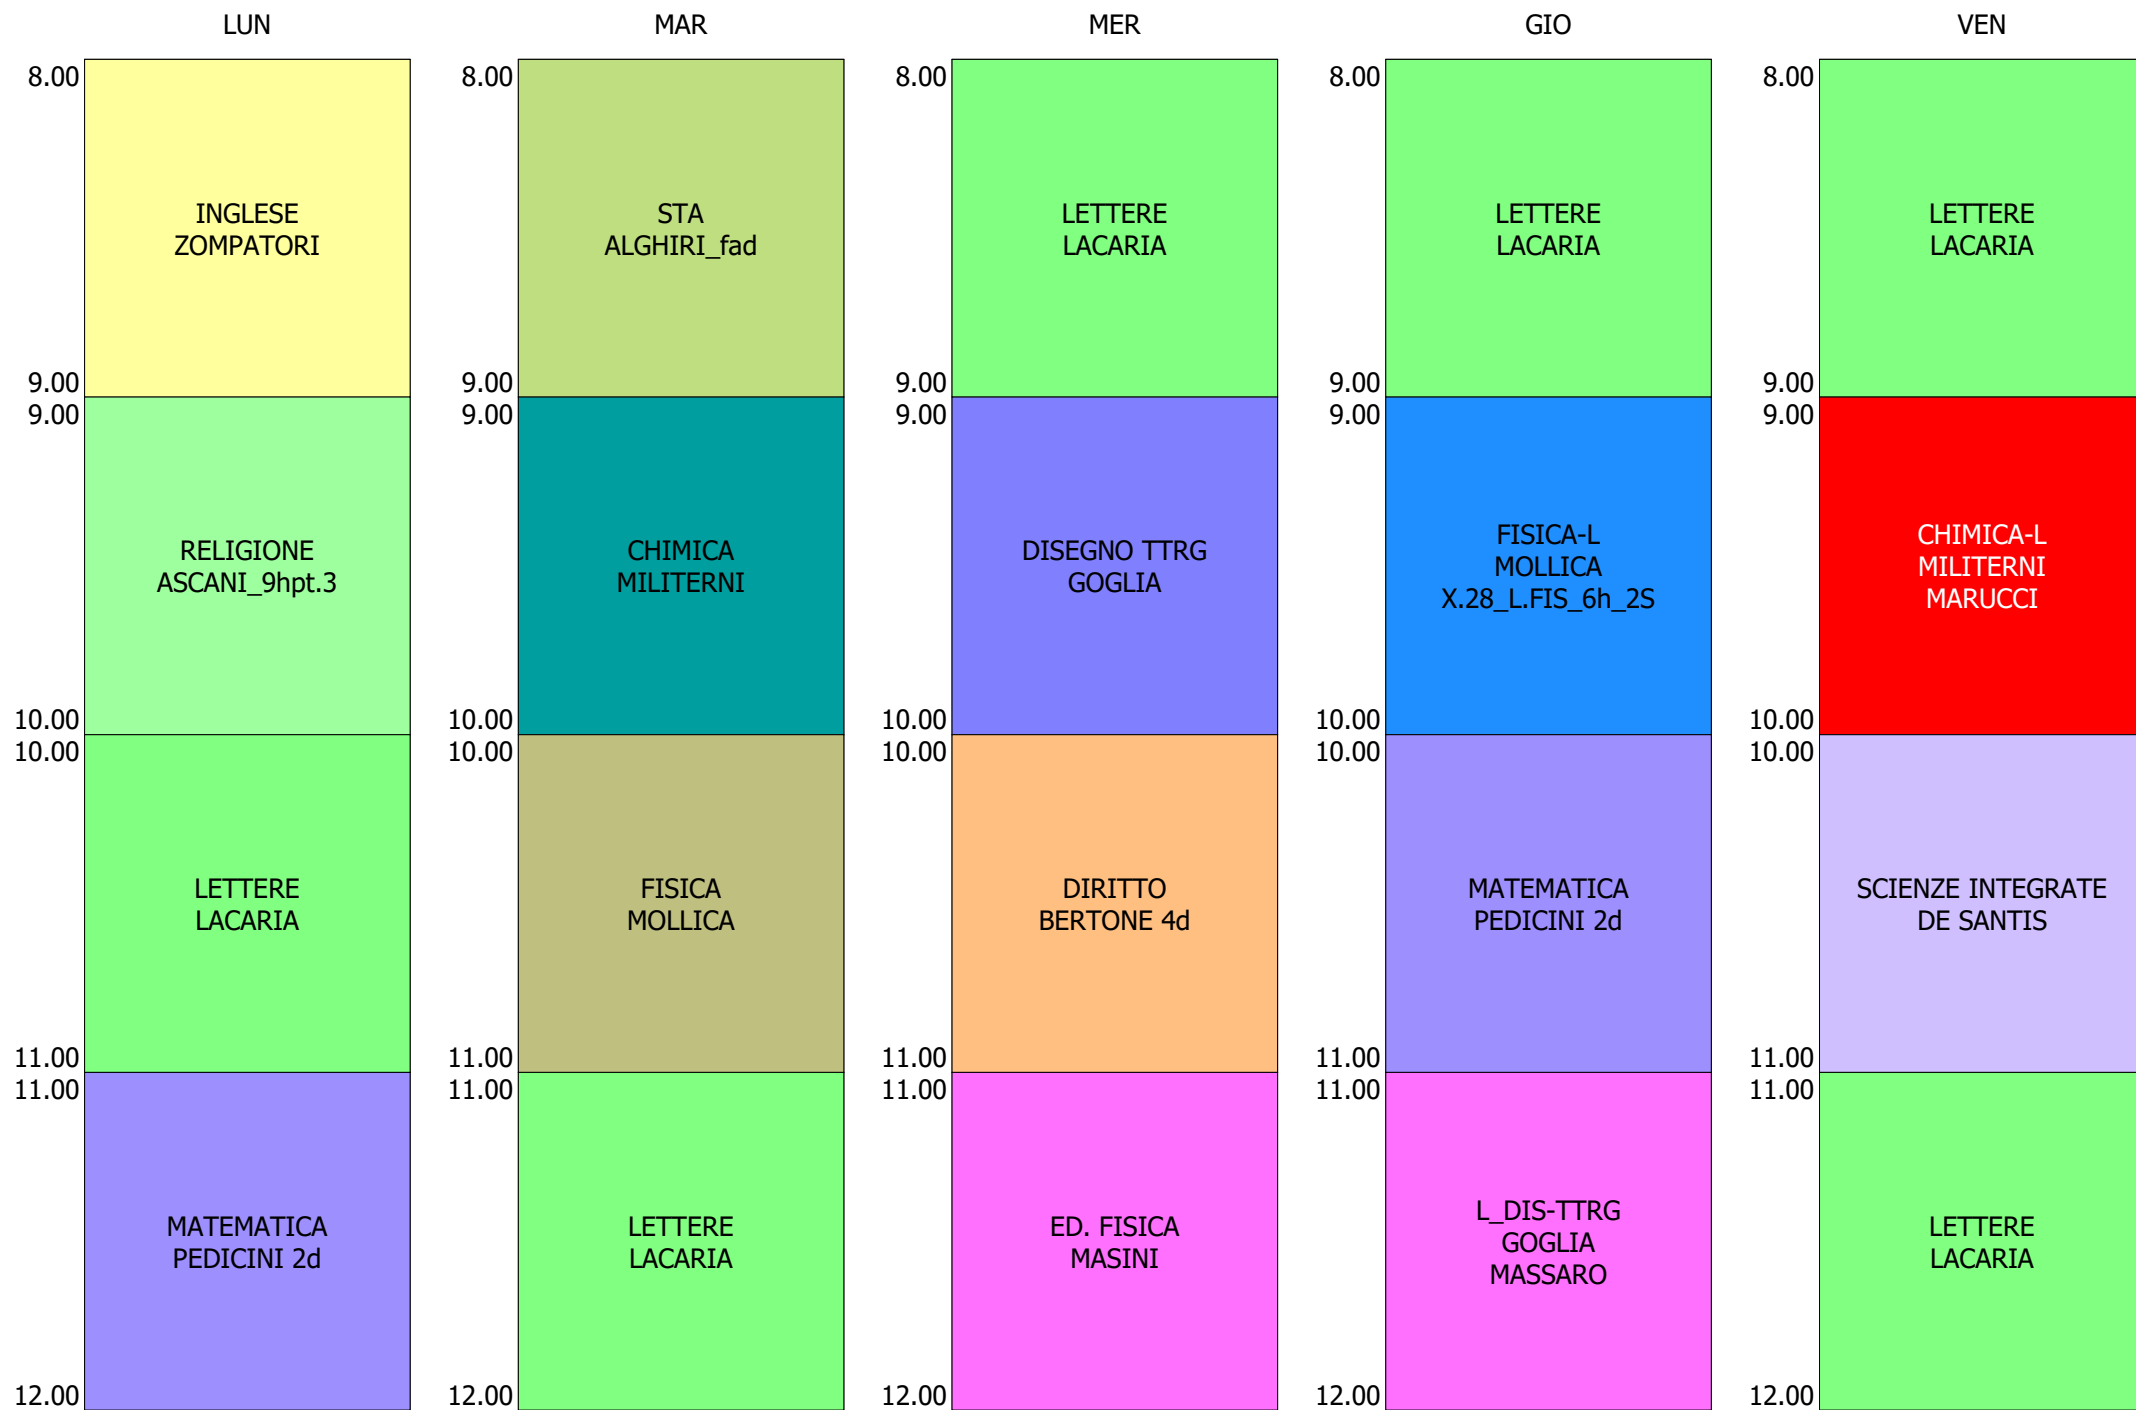 LUN
MAR
MER
GIO
VEN
8.00
8.00
8.00
8.00
8.00
INGLESE
ZOMPATORI
STA
ALGHIRI_fad
LETTERE
LACARIA
LETTERE
LACARIA
LETTERE
LACARIA
9.00
9.00
9.00
9.00
9.00
9.00
9.00
9.00
9.00
9.00
RELIGIONE
ASCANI_9hpt.3
CHIMICA
MILITERNI
DISEGNO TTRG
GOGLIA
FISICA-L
MOLLICA
X.28_L.FIS_6h_2S
CHIMICA-L
MILITERNI
MARUCCI
10.00
10.00
10.00
10.00
10.00
10.00
10.00
10.00
10.00
10.00
LETTERE
LACARIA
FISICA
MOLLICA
DIRITTO
BERTONE 4d
MATEMATICA
PEDICINI 2d
SCIENZE INTEGRATE
DE SANTIS
11.00
11.00
11.00
11.00
11.00
11.00
11.00
11.00
11.00
11.00
MATEMATICA
PEDICINI 2d
LETTERE
LACARIA
ED. FISICA
MASINI
L_DIS-TTRG
GOGLIA
MASSARO
LETTERE
LACARIA
12.00
12.00
12.00
12.00
12.00